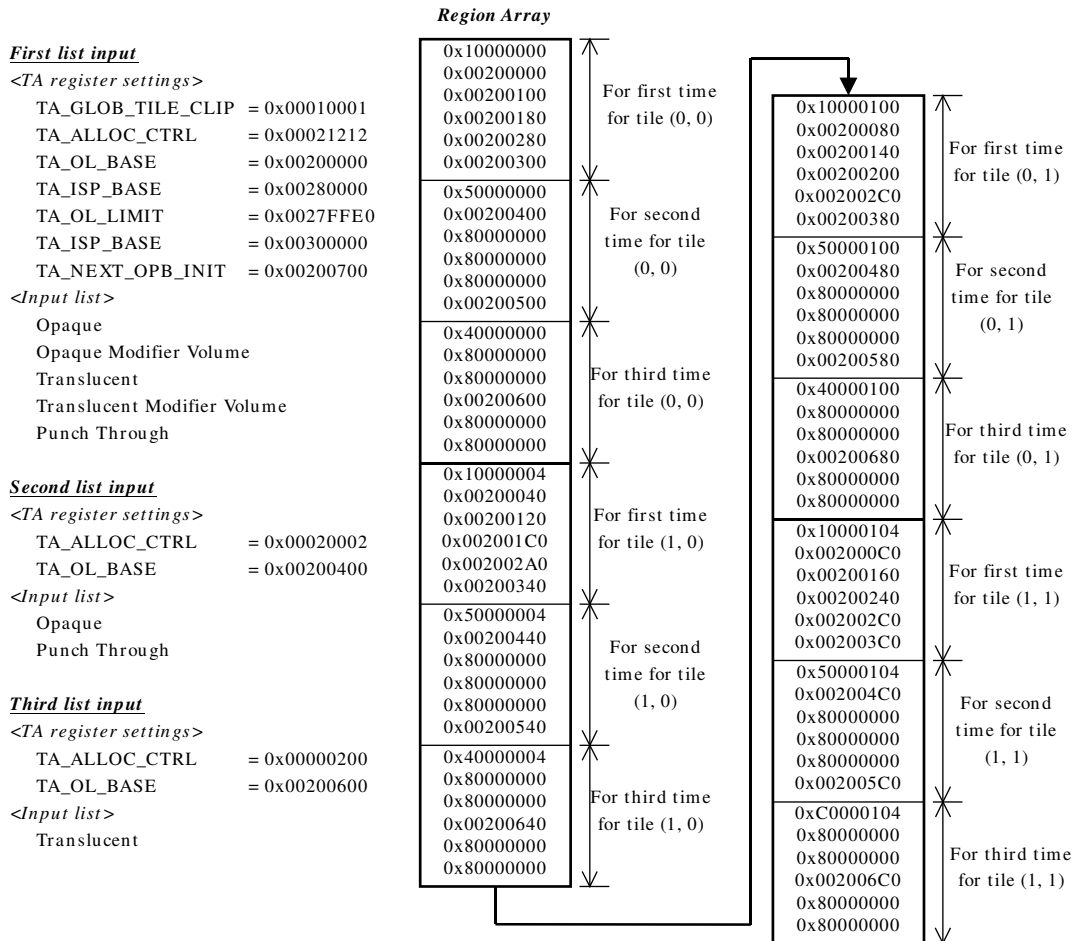 Region Array
First list input
<TA register settings>
TA_GLOB_TILE_CLIP = 0x00010001
TA_ALLOC_CTRL = 0x00021212
TA_OL_BASE = 0x00200000
TA_ISP_BASE = 0x00280000
TA_OL_LIMIT = 0x0027FFE0
TA_ISP_BASE = 0x00300000
TA_NEXT_OPB_INIT = 0x00200700
<Input list>
Opaque
Opaque Modifier Volume
Translucent
Translucent Modifier Volume
Punch Through
Second list input
<TA register settings>
TA_ALLOC_CTRL = 0x00020002
TA_OL_BASE = 0x00200400
<Input list>
Opaque
Punch Through
Third list input
<TA register settings>
TA_ALLOC_CTRL = 0x00000200
TA_OL_BASE = 0x00200600
<Input list>
Translucent
0x10000000
0x00200000
0x00200100
0x00200180
0x00200280
0x00200300
For first time
for tile (0, 0)
0x50000000
0x00200400
0x80000000
0x80000000
0x80000000
0x00200500
For second
time for tile
(0, 0)
0x40000000
0x80000000
0x80000000
0x00200600
0x80000000
0x80000000
For third time
for tile (0, 0)
0x10000004
0x00200040
0x00200120
0x002001C0
0x002002A0
0x00200340
For first time
for tile (1, 0)
0x50000004
0x00200440
0x80000000
0x80000000
0x80000000
0x00200540
For second
time for tile
(1, 0)
0x40000004
0x80000000
0x80000000
0x00200640
0x80000000
0x80000000
For third time
for tile (1, 0)
0x10000100
0x00200080
0x00200140
0x00200200
0x002002C0
0x00200380
For first time
for tile (0, 1)
0x50000100
0x00200480
0x80000000
0x80000000
0x80000000
0x00200580
For second
time for tile
(0, 1)
0x40000100
0x80000000
0x80000000
0x00200680
0x80000000
0x80000000
For third time
for tile (0, 1)
0x10000104
0x002000C0
0x00200160
0x00200240
0x002002C0
0x002003C0
For first time
for tile (1, 1)
0x50000104
0x002004C0
0x80000000
0x80000000
0x80000000
0x002005C0
For second
time for tile
(1, 1)
0xC0000104
0x80000000
0x80000000
0x002006C0
0x80000000
0x80000000
For third time
for tile (1, 1)